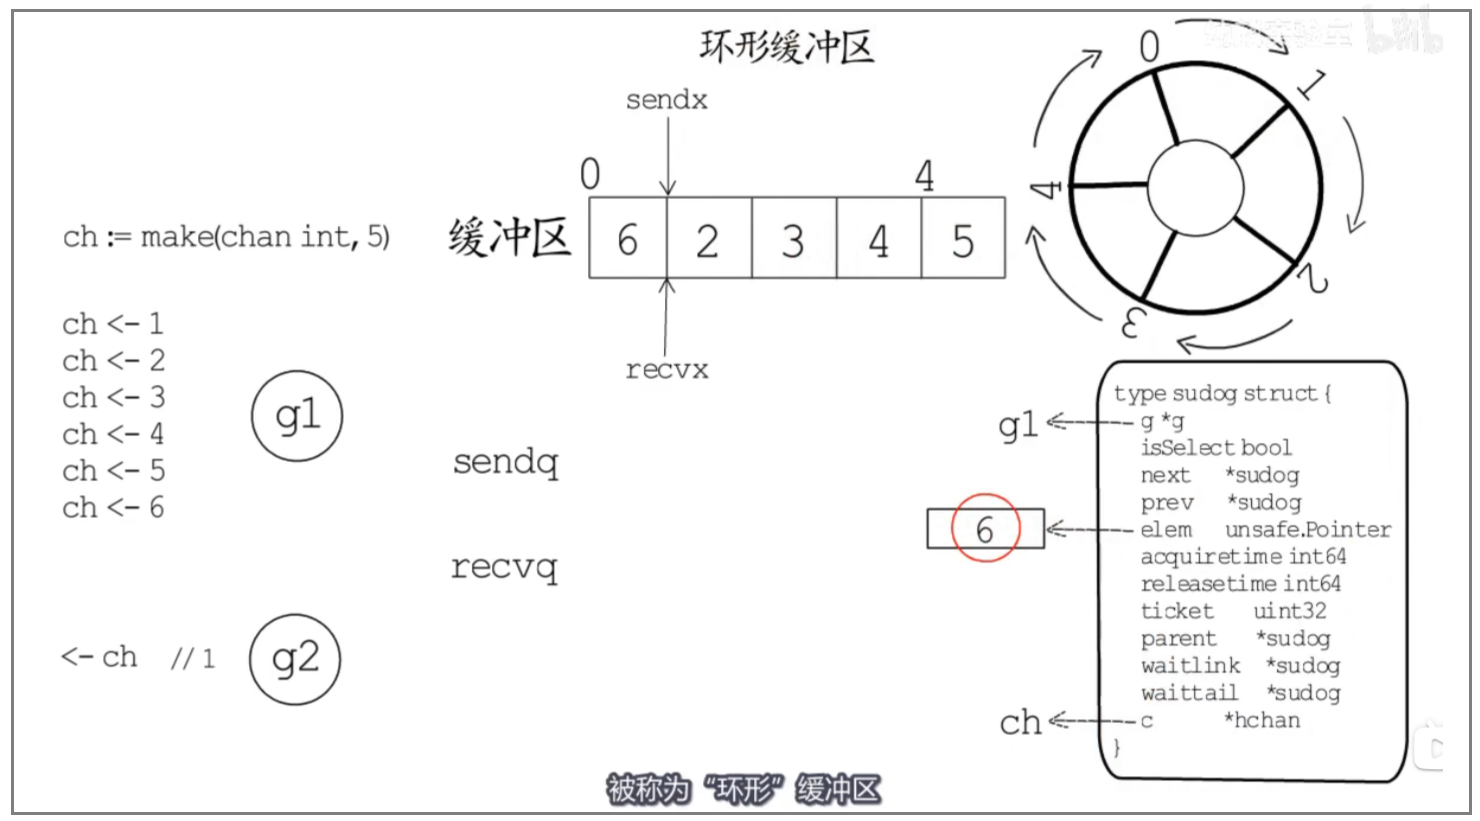 环形缓冲区
sendx
0
4
缓冲区
6 2 3 4 5
recvx
0
1
2
3
4
ch := make(chan int, 5)
ch <- 1
ch <- 2
ch <- 3
ch <- 4
ch <- 5
ch <- 6
g1
sendq
recvq
<- ch // 1
g2
g1
6
ch
type sudog struct {
g *g
isSelect bool
next *sudog
prev *sudog
elem unsafe.Pointer
acquiretime int64
releasetime int64
ticket uint32
parent *sudog
waitlink *sudog
waittail *sudog
c *hchan
}
被称为“环形”缓冲区